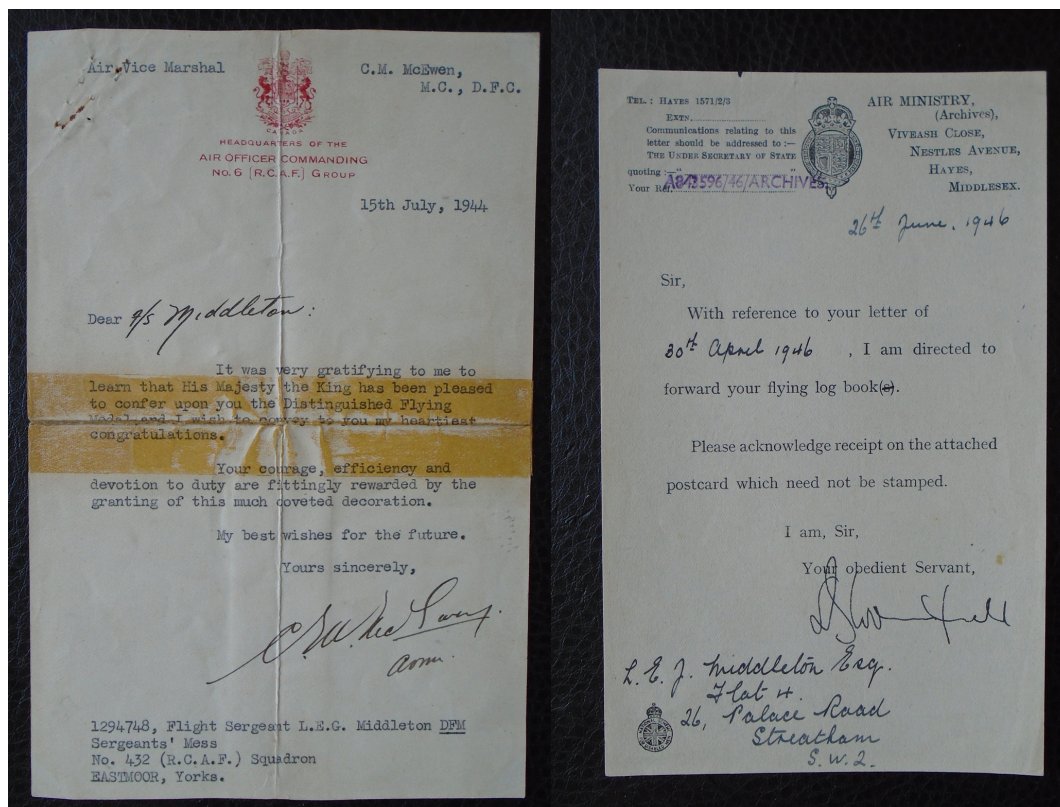 Air Vice Marshal
C.M. McEwen,
M.C., D.F.C.
CANADA
HEADQUARTERS OF THE
AIR OFFICER COMMANDING
No. 6 (R.C.A.F.) GROUP
15th July, 1944
Dear F/S Middleton:
It was very gratifying to me to
learn that His Majesty the King has been pleased
to confer upon you the Distinguished Flying
Medal and I wish to convey to you my heartiest
congratulations.
Your courage, efficiency and
devotion to duty are fittingly rewarded by the
granting of this much coveted decoration.
My best wishes for the future.
Yours sincerely,
1294748, Flight Sergeant L.E.G. Middleton DFM
Sergeants' Mess
No. 432 (R.C.A.F.) Squadron
EASTMOOR, Yorks.
TEL.: HAYES 1571/2/3
EXTN.
Communications relating to this
letter should be addressed to:—
THE UNDER SECRETARY OF STATE
quoting :—" "
Your Ref.
A843596/46/ARCHIVES.
AIR MINISTRY,
(Archives),
VIVEASH CLOSE,
NESTLES AVENUE,
HAYES,
MIDDLESEX.
26th June, 1946
Sir,
With reference to your letter of
30th April 1946 , I am directed to
forward your flying log book(s).
Please acknowledge receipt on the attached
postcard which need not be stamped.
I am, Sir,
Your obedient Servant,
L. E. J. Middleton Esq.
Flat 4.
26, Palace Road
Streatham
S.W.2.